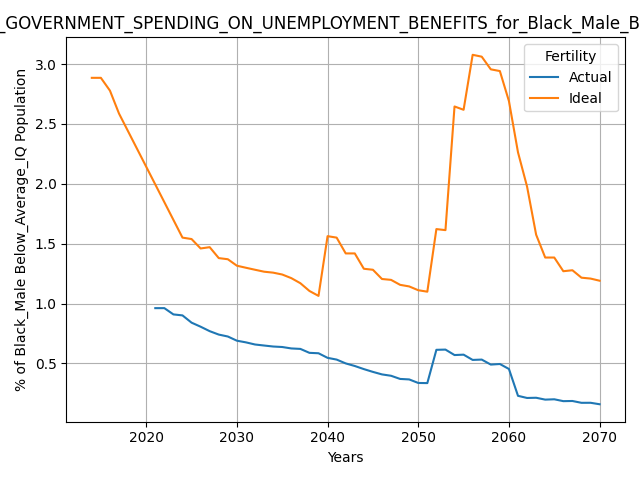 _GOVERNMENT_SPENDING_ON_UNEMPLOYMENT_BENEFITS_for_Black_Male_B
Fertility
Actual
Ideal
% of Black_Male Below_Average_IQ Population
3.0
2.5
2.0
1.5
1.0
0.5
2020 2030 2040 2050 2060 2070
Years